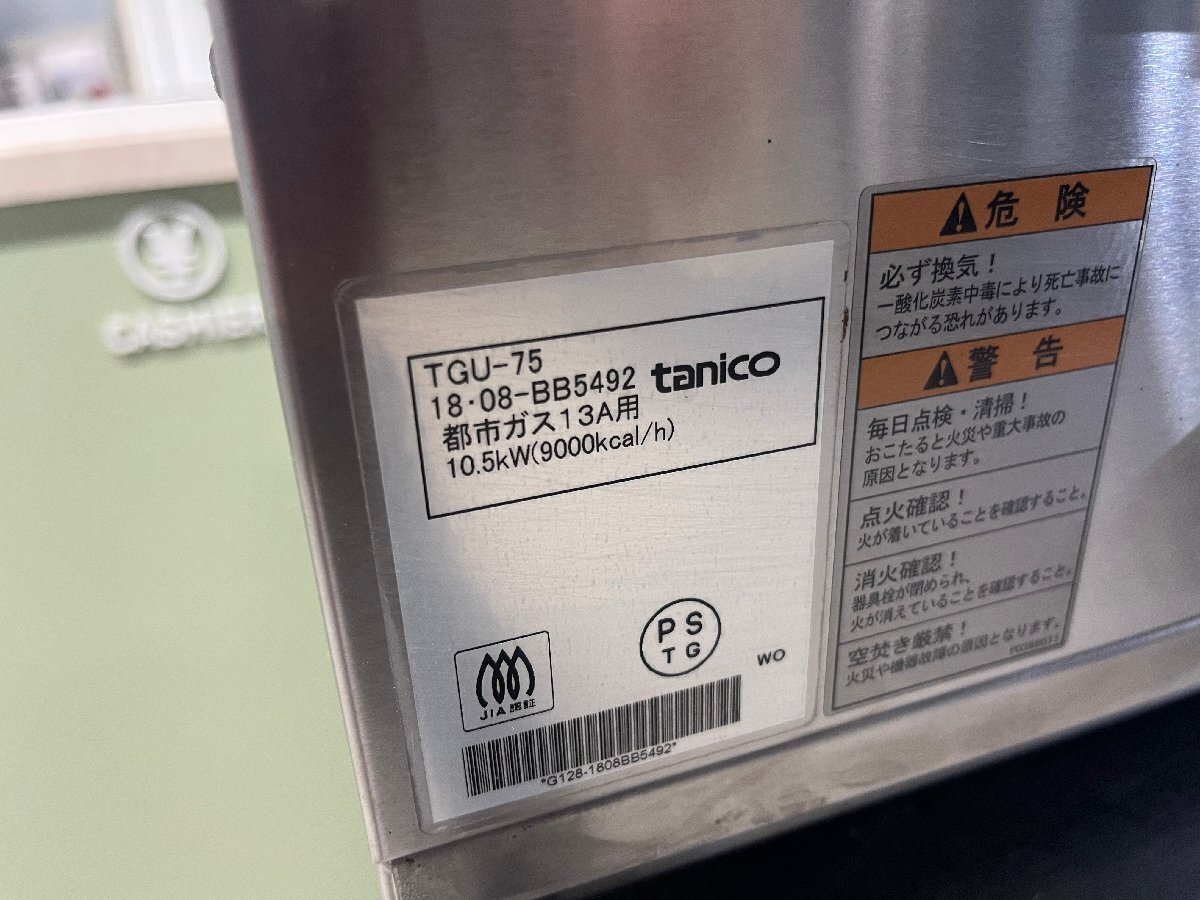 CASHIER
TGU-75
18・08-BB5492
tanico
都市ガス13A用
10.5kW(9000kcal/h)
PS
TG
WO
JIA認証
*G128-1808BB5492*
危 険
必ず換気！
一酸化炭素中毒により死亡事故に
つながる恐れがあります。
警 告
毎日点検・清掃！
おこたると火災や重大事故の
原因となります。
点火確認！
火が着いていることを確認すること。
消火確認！
器具栓が閉められ、
火が消えていることを確認すること。
空焚き厳禁！
火災や機器故障の原因となります。